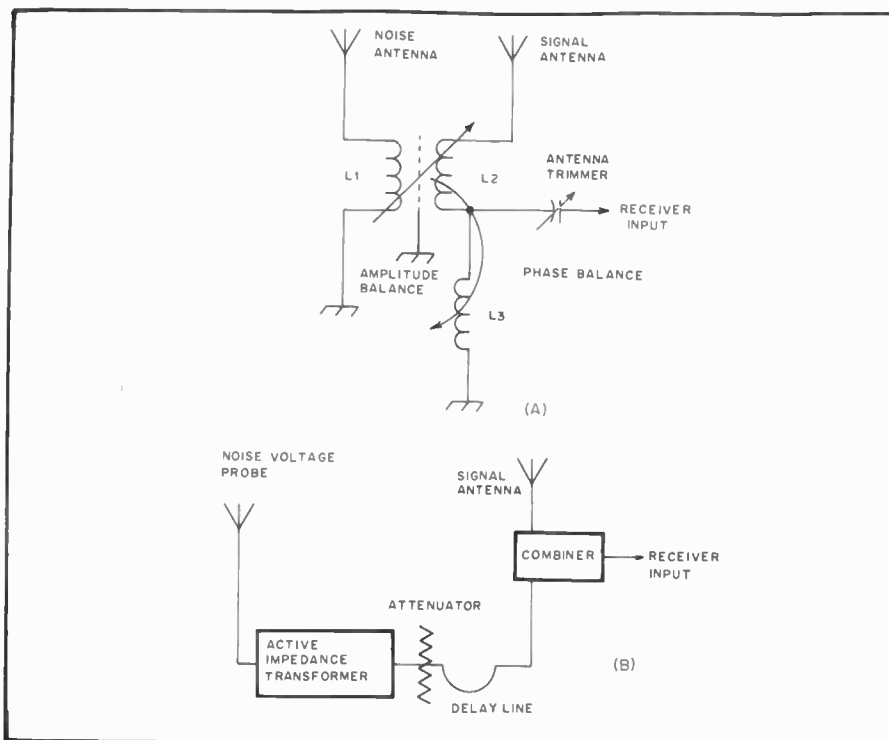 NOISE
ANTENNA
SIGNAL
ANTENNA
L1
L2
ANTENNA
TRIMMER
RECEIVER
INPUT
AMPLITUDE
BALANCE
PHASE BALANCE
L3
(A)
NOISE VOLTAGE
PROBE
SIGNAL
ANTENNA
COMBINER
RECEIVER
INPUT
ATTENUATOR
ACTIVE
IMPEDANCE
TRANSFORMER
(B)
DELAY LINE